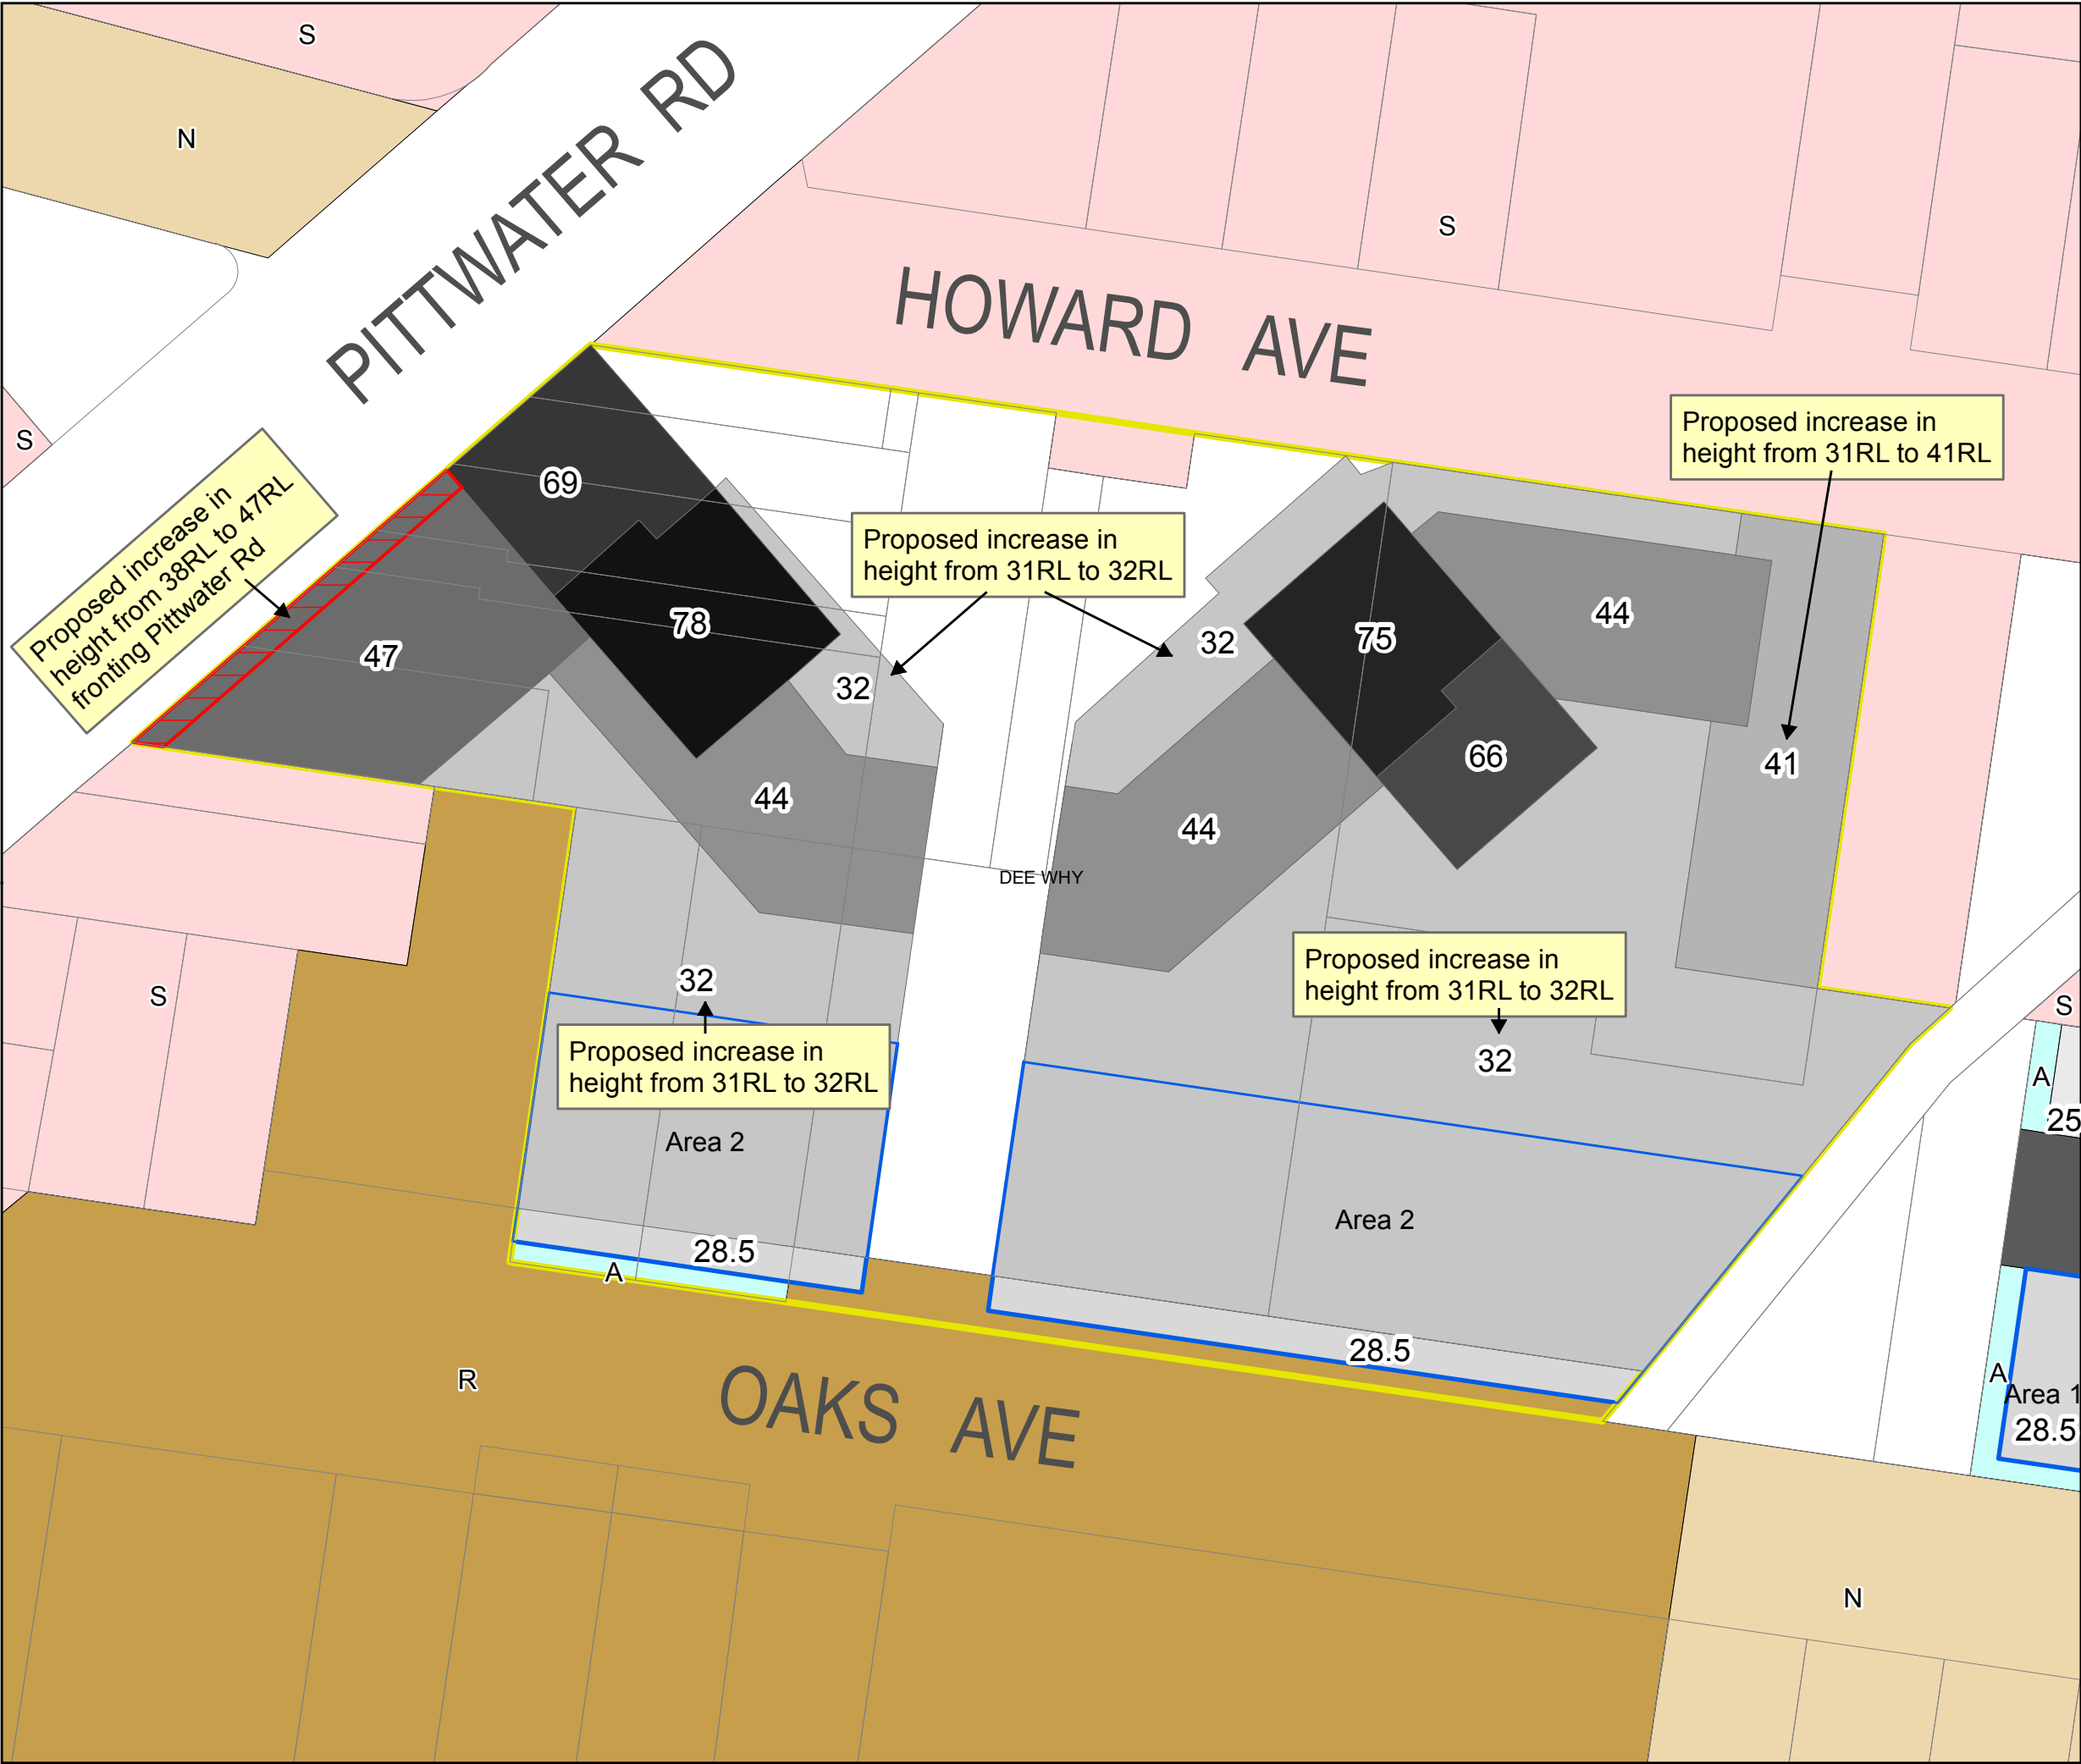 S
N
PITTWATER RD
S
HOWARD AVE
S
Proposed increase in
height from 31RL to 41RL
Proposed increase in
height from 38RL to 47RL
fronting Pittwater Rd
69
Proposed increase in
height from 31RL to 32RL
78
47
32
32
75
44
66
41
44
44
DEE WHY
S
32
Proposed increase in
height from 31RL to 32RL
32
Proposed increase in
height from 31RL to 32RL
S
A
25
Area 2
Area 2
28.5
A
28.5
R
OAKS AVE
A
Area 1
28.5
N